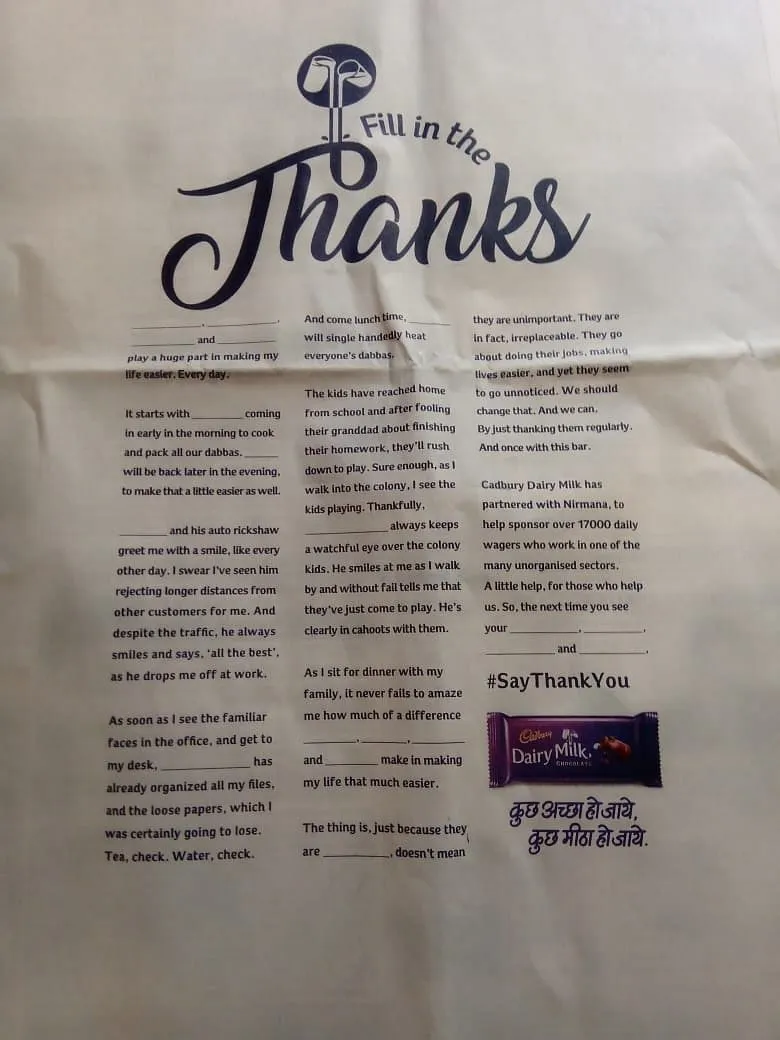 Fill in the
Thanks
____________, ____________,
____________ and ____________
play a huge part in making my
life easier. Every day.
It starts with __________ coming
in early in the morning to cook
and pack all our dabbas. ______
will be back later in the evening,
to make that a little easier as well.
_________ and his auto rickshaw
greet me with a smile, like every
other day. I swear I've seen him
rejecting longer distances from
other customers for me. And
despite the traffic, he always
smiles and says, 'all the best',
as he drops me off at work.
As soon as I see the familiar
faces in the office, and get to
my desk, ______________ has
already organized all my files,
and the loose papers, which I
was certainly going to lose.
Tea, check. Water, check.
And come lunch time, ________
will single handedly heat
everyone's dabbas.
The kids have reached home
from school and after fooling
their granddad about finishing
their homework, they'll rush
down to play. Sure enough, as I
walk into the colony, I see the
kids playing. Thankfully,
________________ always keeps
a watchful eye over the colony
kids. He smiles at me as I walk
by and without fail tells me that
they've just come to play. He's
clearly in cahoots with them.
As I sit for dinner with my
family, it never fails to amaze
me how much of a difference
__________, _________, __________
and __________ make in making
my life that much easier.
The thing is, just because they
are ____________, doesn't mean
they are unimportant. They are
in fact, irreplaceable. They go
about doing their jobs, making
lives easier, and yet they seem
to go unnoticed. We should
change that. And we can.
By just thanking them regularly.
And once with this bar.
Cadbury Dairy Milk has
partnered with Nirmana, to
help sponsor over 17000 daily
wagers who work in one of the
many unorganised sectors.
A little help, for those who help
us. So, the next time you see
your ____________, ___________,
____________ and ____________,
#SayThankYou
Cadbury
Dairy Milk
CHOCOLATE
कुछ अच्छा हो जाये,
कुछ मीठा हो जाये.